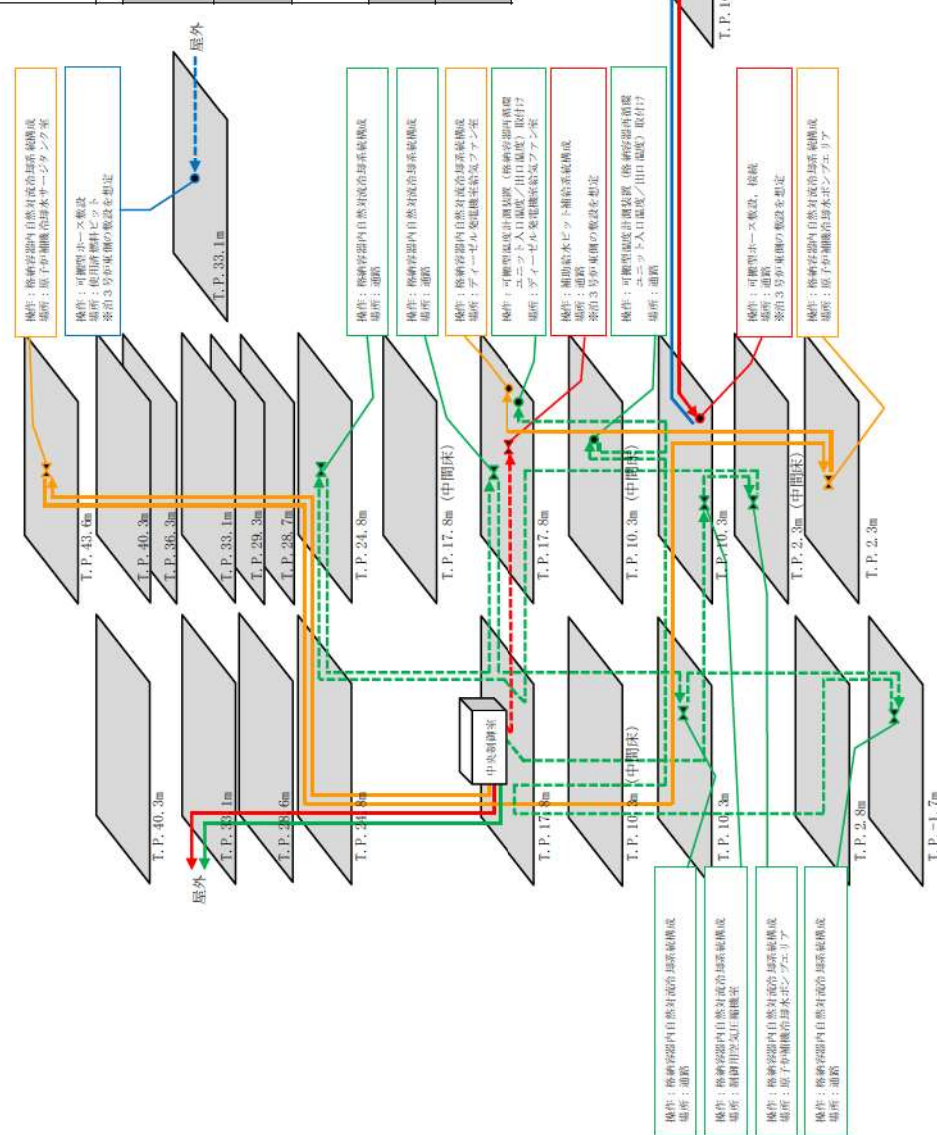 屋外
操作：格納容器内自然対流冷却系統構成
場所：原子炉補機冷却水サージタンク室
操作：可搬型ホース敷設
場所：使用済燃料ピット
※泊3号炉東側の敷設を想定
T.P. 33.1m
操作：格納容器内自然対流冷却系統構成
場所：通路
操作：格納容器内自然対流冷却系統構成
場所：通路
操作：格納容器内自然対流冷却系統構成
場所：ディーゼル発電機室給気ファン室
操作：可搬型温度計測装置（格納容器再循環
ユニット入口温度／出口温度）取付け
場所：ディーゼル発電機室給気ファン室
操作：補助給水ピット補給系統構成
場所：通路
※泊3号炉東側の敷設を想定
操作：可搬型温度計測装置（格納容器再循環
ユニット入口温度／出口温度）取付け
場所：通路
操作：可搬型ホース敷設、接続
場所：通路
※泊3号炉東側の敷設を想定
操作：格納容器内自然対流冷却系統構成
場所：原子炉補機冷却水ポンプエリア
T.P. 43.6m
T.P. 40.3m
T.P. 36.3m
T.P. 33.1m
T.P. 29.3m
T.P. 28.7m
T.P. 24.8m
T.P. 17.8m（中間床）
T.P. 17.8m
T.P. 10.3m（中間床）
T.P. 10.3m
T.P. 2.3m（中間床）
T.P. 2.3m
中央制御室
屋外
T.P. 40.3m
T.P. 33.1m
T.P. 28.6m
T.P. 24.8m
T.P. 17.8m
T.P. 10.3m（中間床）
T.P. 10.3m
T.P. 2.8m
T.P. -1.7m
操作：格納容器内自然対流冷却系統構成
場所：通路
操作：格納容器内自然対流冷却系統構成
場所：制御用空気圧縮機室
操作：格納容器内自然対流冷却系統構成
場所：原子炉補機冷却水ポンプエリア
操作：格納容器内自然対流冷却系統構成
場所：通路